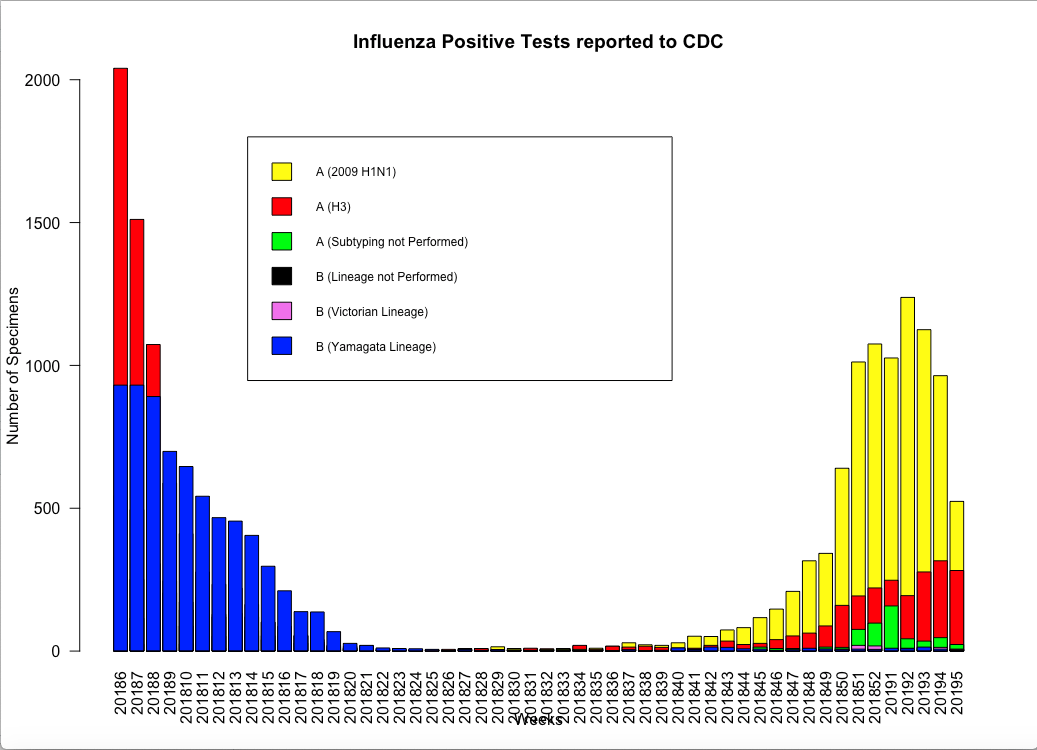 Influenza Positive Tests reported to CDC
Number of Specimens
2000
1500
1000
500
0
A (2009 H1N1)
A (H3)
A (Subtyping not Performed)
B (Lineage not Performed)
B (Victorian Lineage)
B (Yamagata Lineage)
20186 20187 20188 20189 201810 201811 201812 201813 201814 201815 201816 201817 201818 201819 201820 201821 201822 201823 201824 201825 201826 201827 201828 201829 201830 201831 201832 201833 201834 201835 201836 201837 201838 201839 201840 201841 201842 201843 201844 201845 201846 201847 201848 201849 201850 201851 201852 20191 20192 20193 20194 20195
Weeks